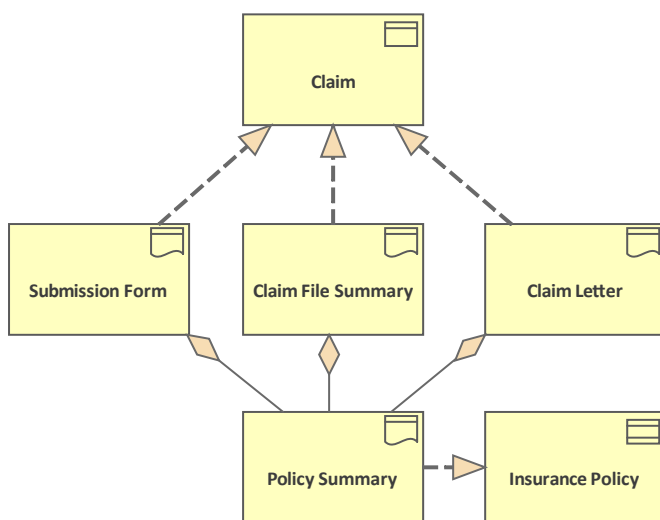 Claim
Submission Form
Claim File Summary
Claim Letter
Policy Summary
Insurance Policy